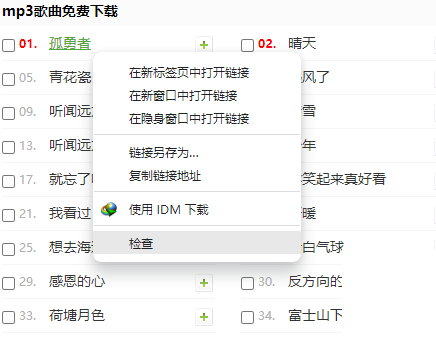 mp3歌曲免费下载
01. 孤勇者 02. 晴天
05. 青花瓷 风了
09. 听闻远 雪
13. 听闻远 年
17. 就忘了 笑起来真好看
21. 我看过 暖
25. 想去海 白气球
29. 感恩的心 30. 反方向的
33. 荷塘月色 34. 富士山下
在新标签页中打开链接
在新窗口中打开链接
在隐身窗口中打开链接
链接另存为...
复制链接地址
使用 IDM 下载
检查